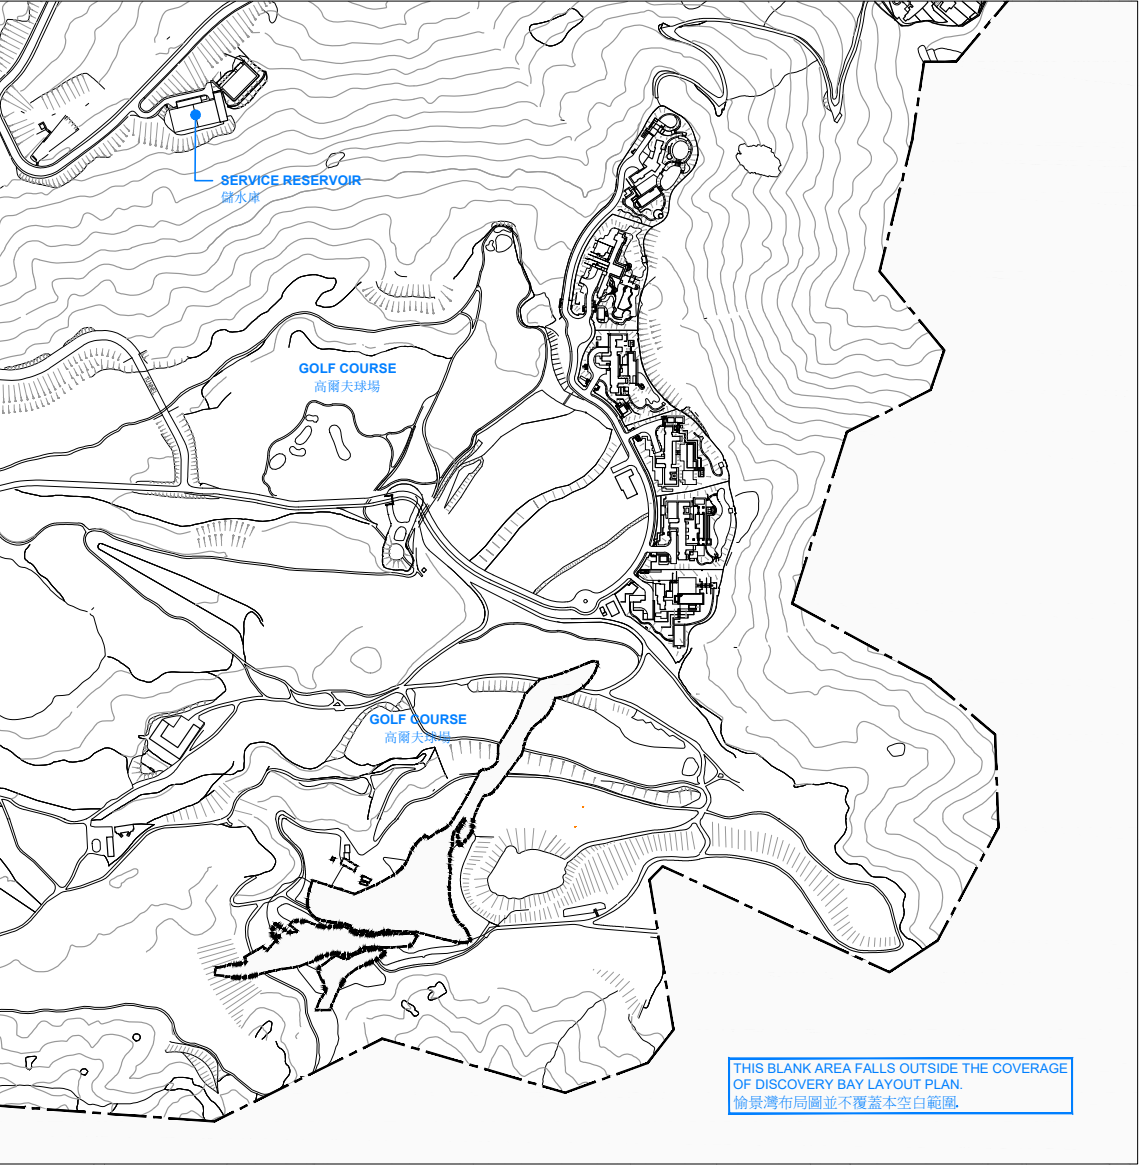 SERVICE RESERVOIR
儲水庫
GOLF COURSE
高爾夫球場
GOLF COURSE
高爾夫球場
THIS BLANK AREA FALLS OUTSIDE THE COVERAGE
OF DISCOVERY BAY LAYOUT PLAN.
愉景灣布局圖並不覆蓋本空白範圍.